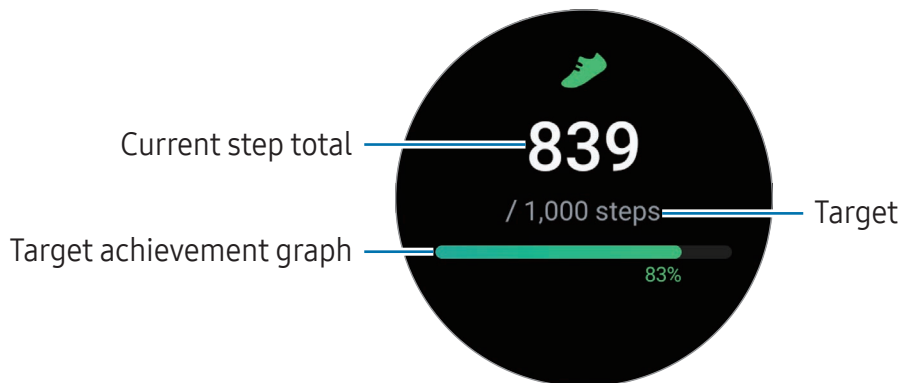 839
Current step total
/ 1,000 steps
Target
Target achievement graph
83%